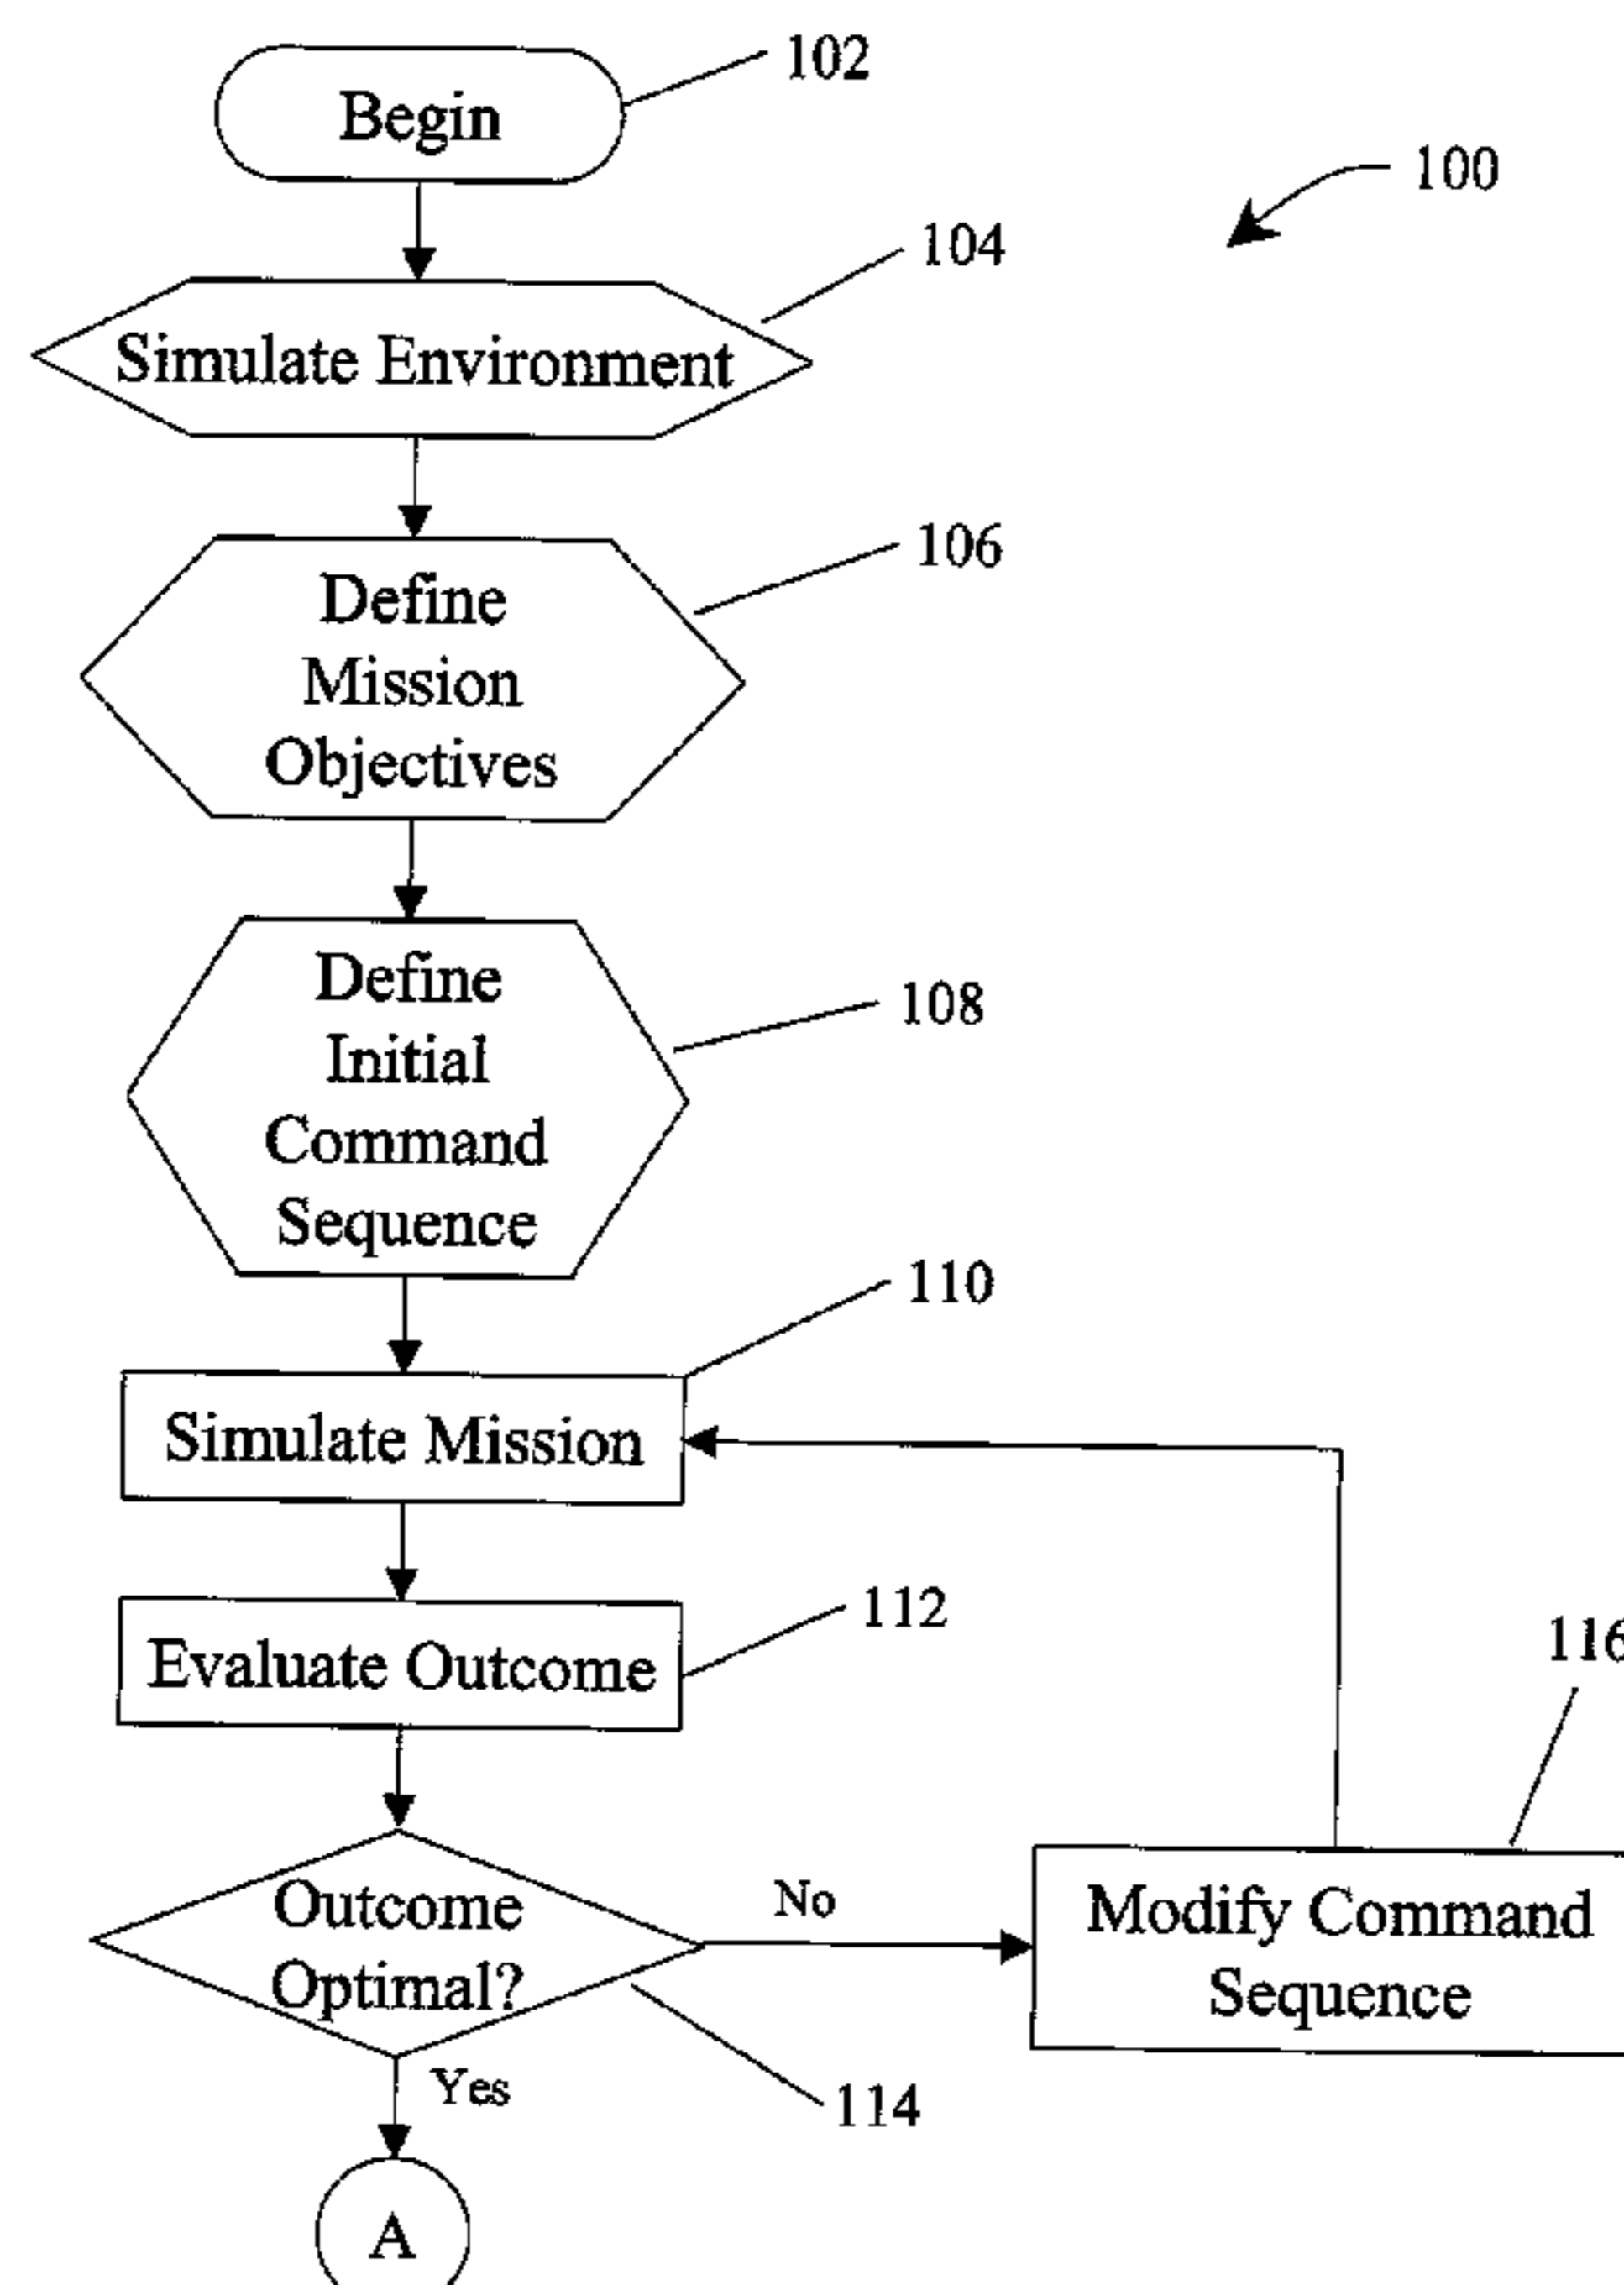 102
Begin
100
104
Simulate Environment
106
Define
Mission
Objectives
108
Define
Initial
Command
Sequence
110
Simulate Mission
112
Evaluate Outcome
116
Outcome
Optimal?
No
Modify Command
Sequence
Yes
114
A